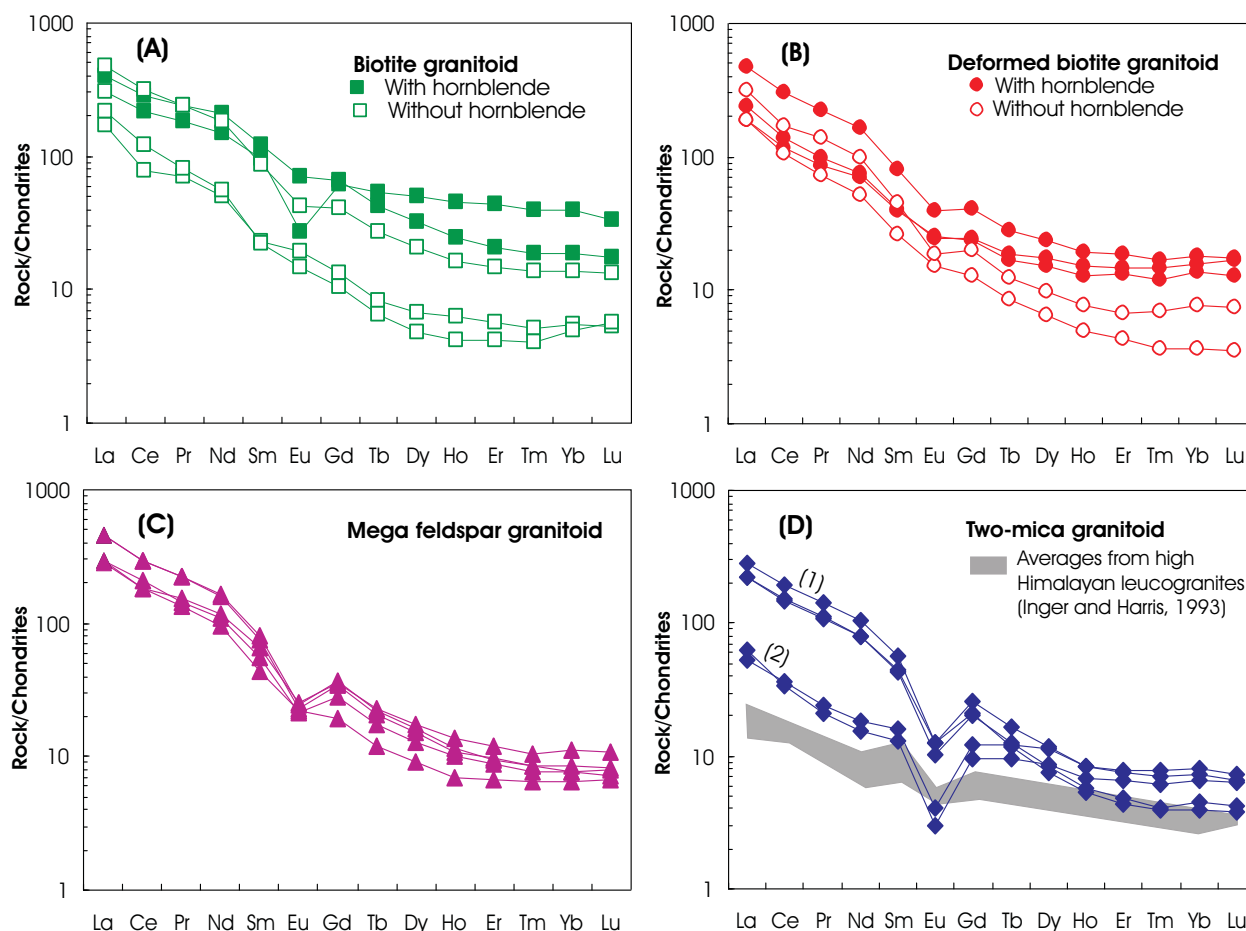 (A)
Biotite granitoid
With hornblende
Without hornblende
Rock/Chondrites
1000
100
10
1
La Ce Pr Nd Sm Eu Gd Tb Dy Ho Er Tm Yb Lu
(B)
Deformed biotite granitoid
With hornblende
Without hornblende
Rock/Chondrites
1000
100
10
1
La Ce Pr Nd Sm Eu Gd Tb Dy Ho Er Tm Yb Lu
(C)
Mega feldspar granitoid
Rock/Chondrites
1000
100
10
1
La Ce Pr Nd Sm Eu Gd Tb Dy Ho Er Tm Yb Lu
(D)
Two-mica granitoid
Averages from high
Himalayan leucogranites
(Inger and Harris, 1993)
(1)
(2)
Rock/Chondrites
1000
100
10
1
La Ce Pr Nd Sm Eu Gd Tb Dy Ho Er Tm Yb Lu